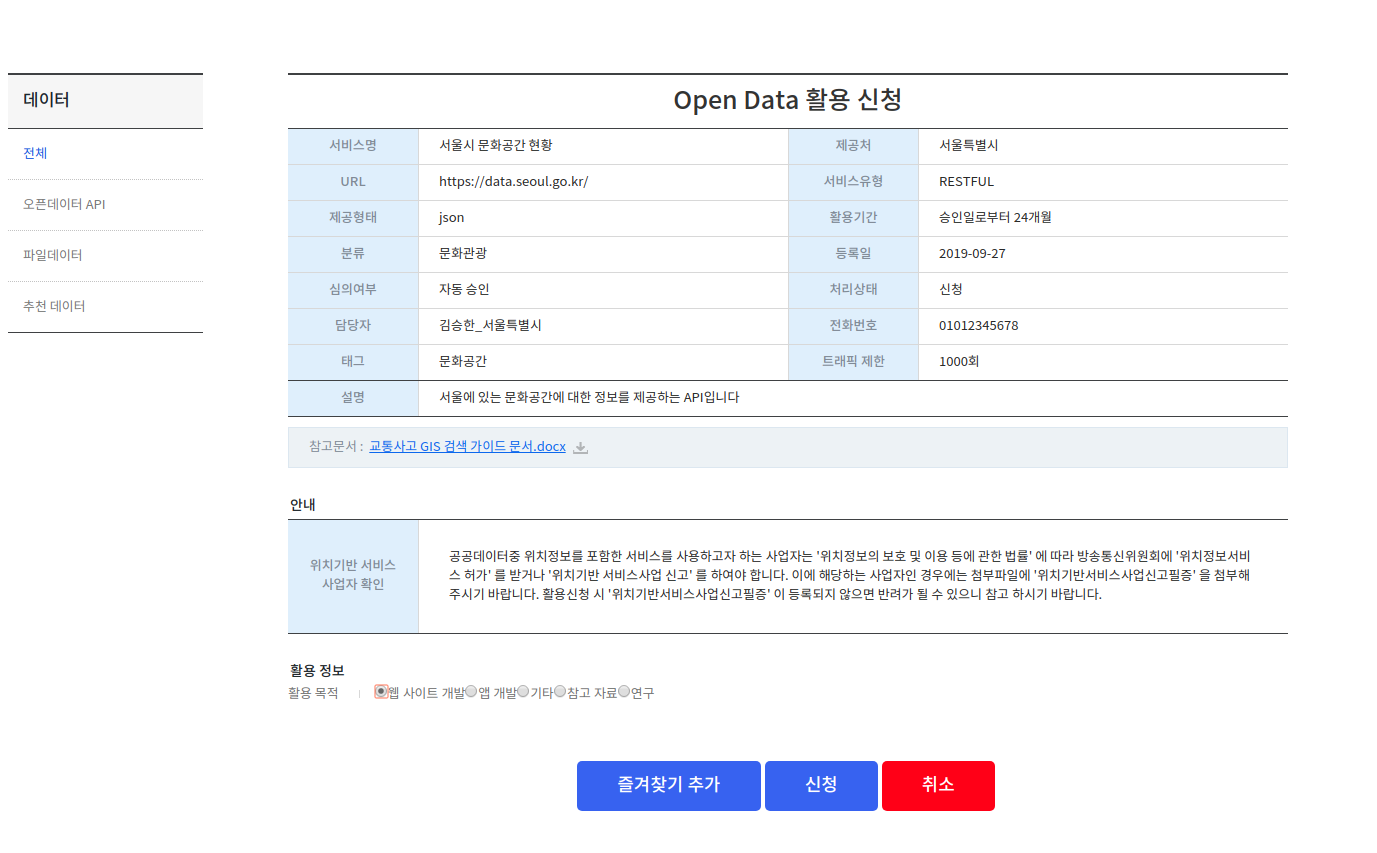 데이터
전체
오픈데이터 API
파일데이터
추천 데이터
Open Data 활용 신청
서비스명 서울시 문화공간 현황 제공처 서울특별시
URL https://data.seoul.go.kr/ 서비스유형 RESTFUL
제공형태 json 활용기간 승인일로부터 24개월
분류 문화관광 등록일 2019-09-27
심의여부 자동 승인 처리상태 신청
담당자 김승한_서울특별시 전화번호 01012345678
태그 문화공간 트래픽 제한 1000회
설명 서울에 있는 문화공간에 대한 정보를 제공하는 API입니다
참고문서 : 교통사고 GIS 검색 가이드 문서.docx
안내
위치기반 서비스
사업자 확인
공공데이터중 위치정보를 포함한 서비스를 사용하고자 하는 사업자는 '위치정보의 보호 및 이용 등에 관한 법률' 에 따라 방송통신위원회에 '위치정보서비
스 허가' 를 받거나 '위치기반 서비스사업 신고' 를 하여야 합니다. 이에 해당하는 사업자인 경우에는 첨부파일에 '위치기반서비스사업신고필증' 을 첨부해
주시기 바랍니다. 활용신청 시 '위치기반서비스사업신고필증' 이 등록되지 않으면 반려가 될 수 있으니 참고 하시기 바랍니다.
활용 정보
활용 목적 웹 사이트 개발 앱 개발 기타 참고 자료 연구
즐겨찾기 추가 신청 취소